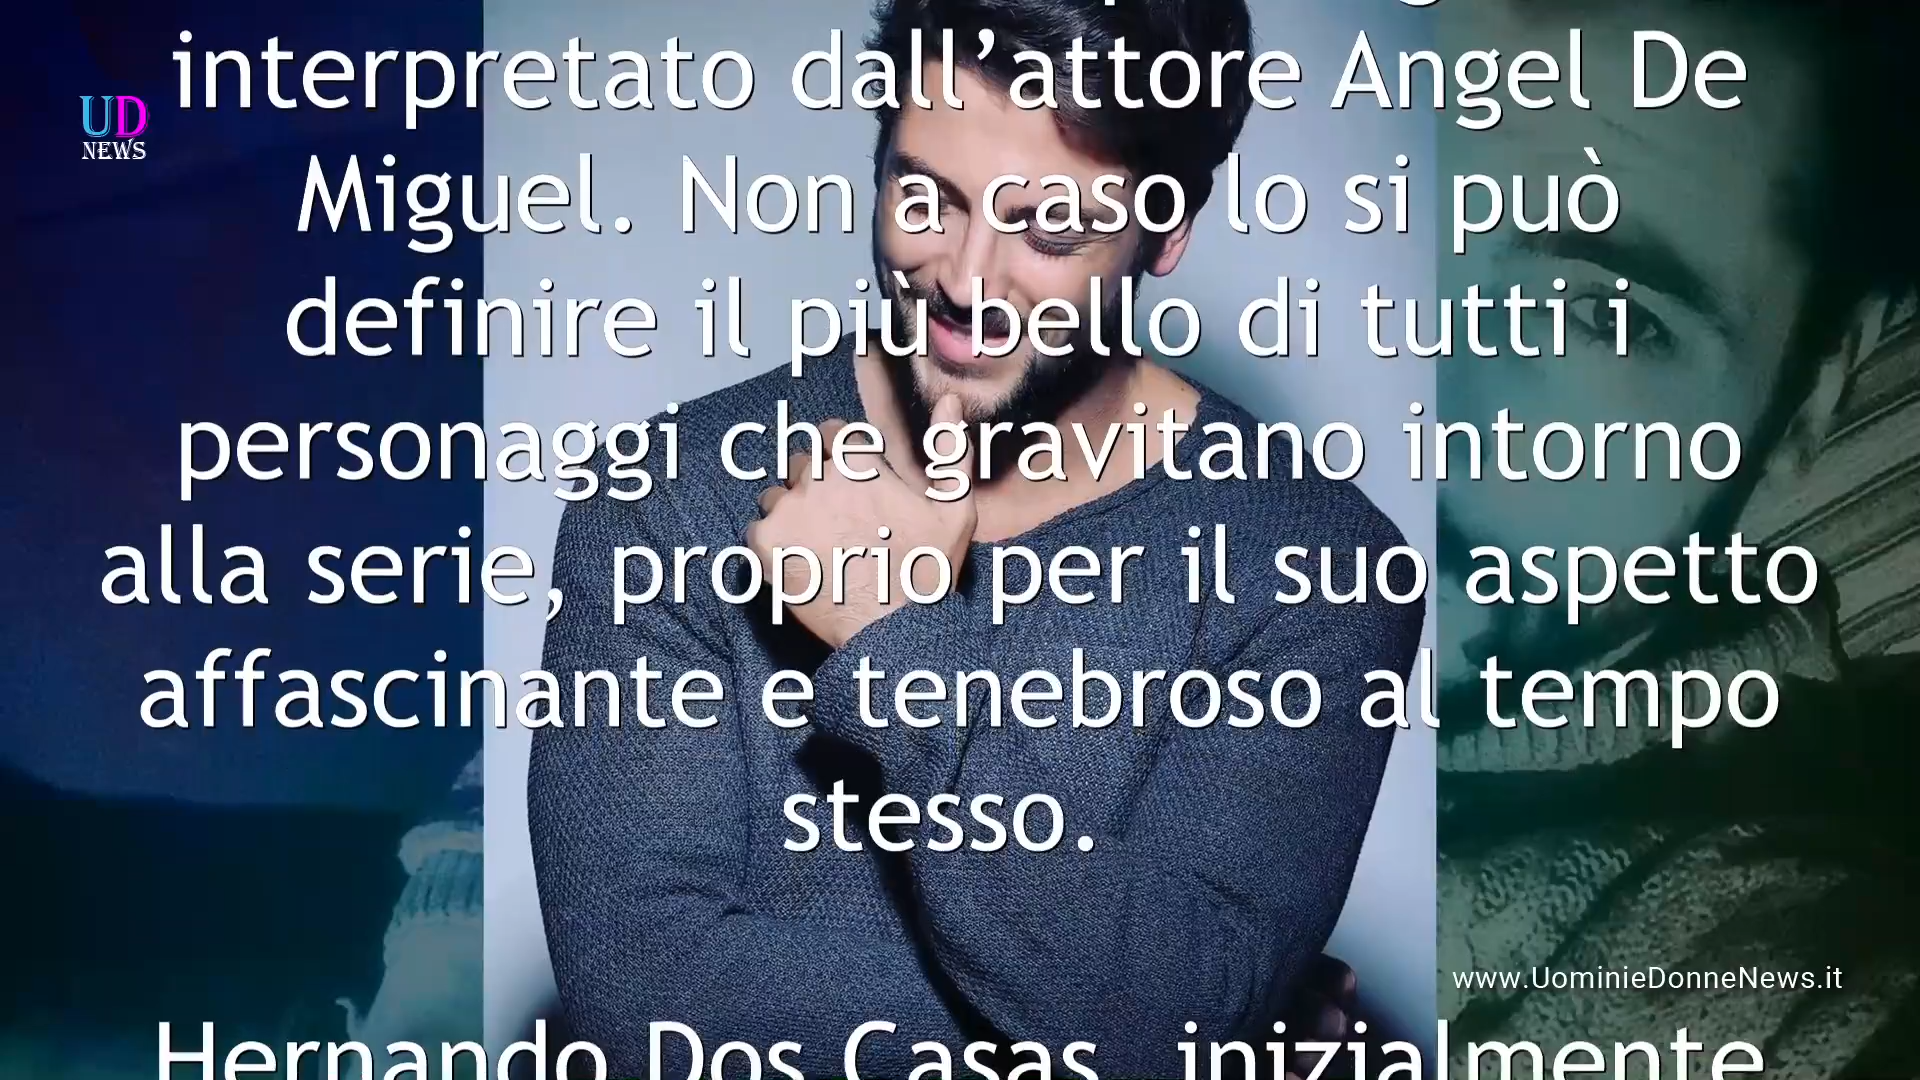 interpretato dall’attore Angel De
UD
NEWS
Miguel. Non a caso lo si può
definire il più bello di tutti i
personaggi che gravitano intorno
alla serie, proprio per il suo aspetto
affascinante e tenebroso al tempo
stesso.
www.UominieDonneNews.it
Hernando Dos Casas, inizialmente